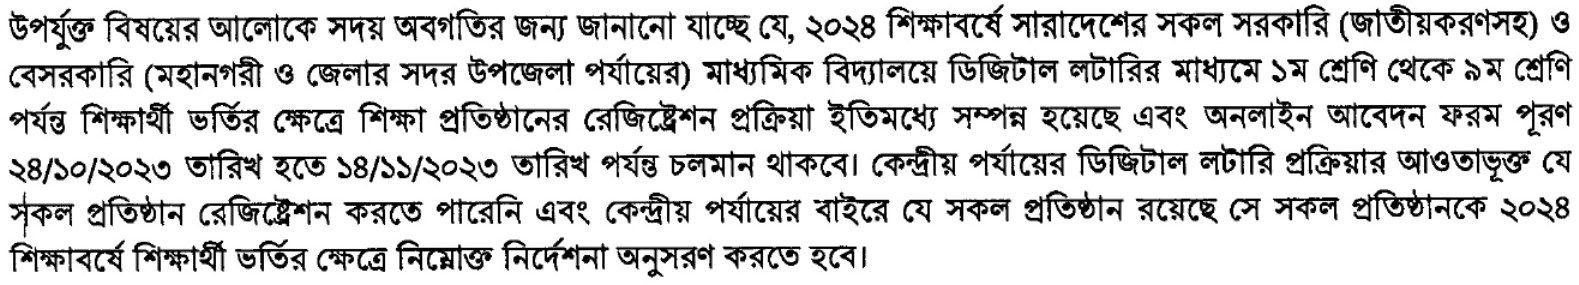 উপর্যুক্ত বিষয়ের আলোকে সদয় অবগতির জন্য জানানো যাচ্ছে যে, ২০২৪ শিক্ষাবর্ষে সারাদেশের সকল সরকারি (জাতীয়করণসহ) ও
বেসরকারি (মহানগরী ও জেলার সদর উপজেলা পর্যায়ের) মাধ্যমিক বিদ্যালয়ে ডিজিটাল লটারির মাধ্যমে ১ম শ্রেণি থেকে ৯ম শ্রেণি
পর্যন্ত শিক্ষার্থী ভর্তির ক্ষেত্রে শিক্ষা প্রতিষ্ঠানের রেজিষ্ট্রেশন প্রক্রিয়া ইতিমধ্যে সম্পন্ন হয়েছে এবং অনলাইন আবেদন ফরম পূরণ
২৪/১০/২০২৩ তারিখ হতে ১৪/১১/২০২৩ তারিখ পর্যন্ত চলমান থাকবে। কেন্দ্রীয় পর্যায়ের ডিজিটাল লটারি প্রক্রিয়ার আওতাভূক্ত যে
সকল প্রতিষ্ঠান রেজিষ্ট্রেশন করতে পারেনি এবং কেন্দ্রীয় পর্যায়ের বাইরে যে সকল প্রতিষ্ঠান রয়েছে সে সকল প্রতিষ্ঠানকে ২০২৪
শিক্ষাবর্ষে শিক্ষার্থী ভর্তির ক্ষেত্রে নিম্নোক্ত নির্দেশনা অনুসরণ করতে হবে।